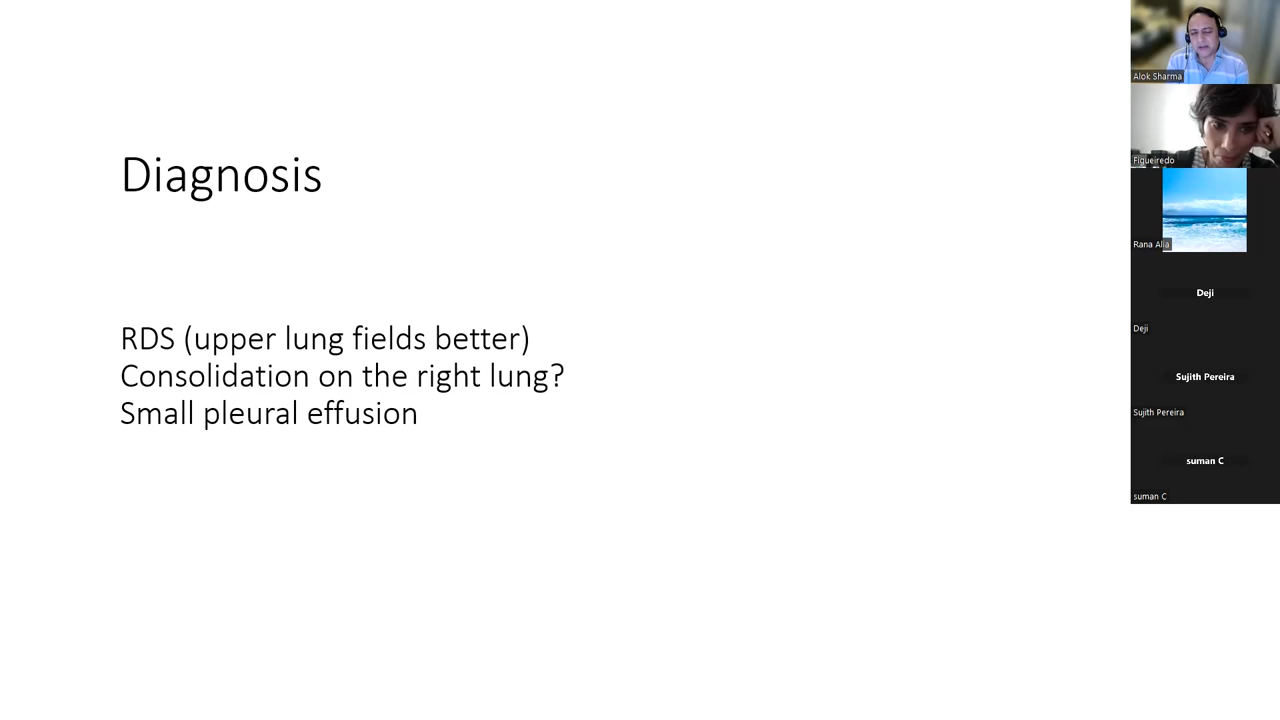 Diagnosis
RDS (upper lung fields better)
Consolidation on the right lung?
Small pleural effusion
Alok Sharma
Figueiredo
Rana Alia
Deji
Deji
Sujith Pereira
Sujith Pereira
suman C
suman C